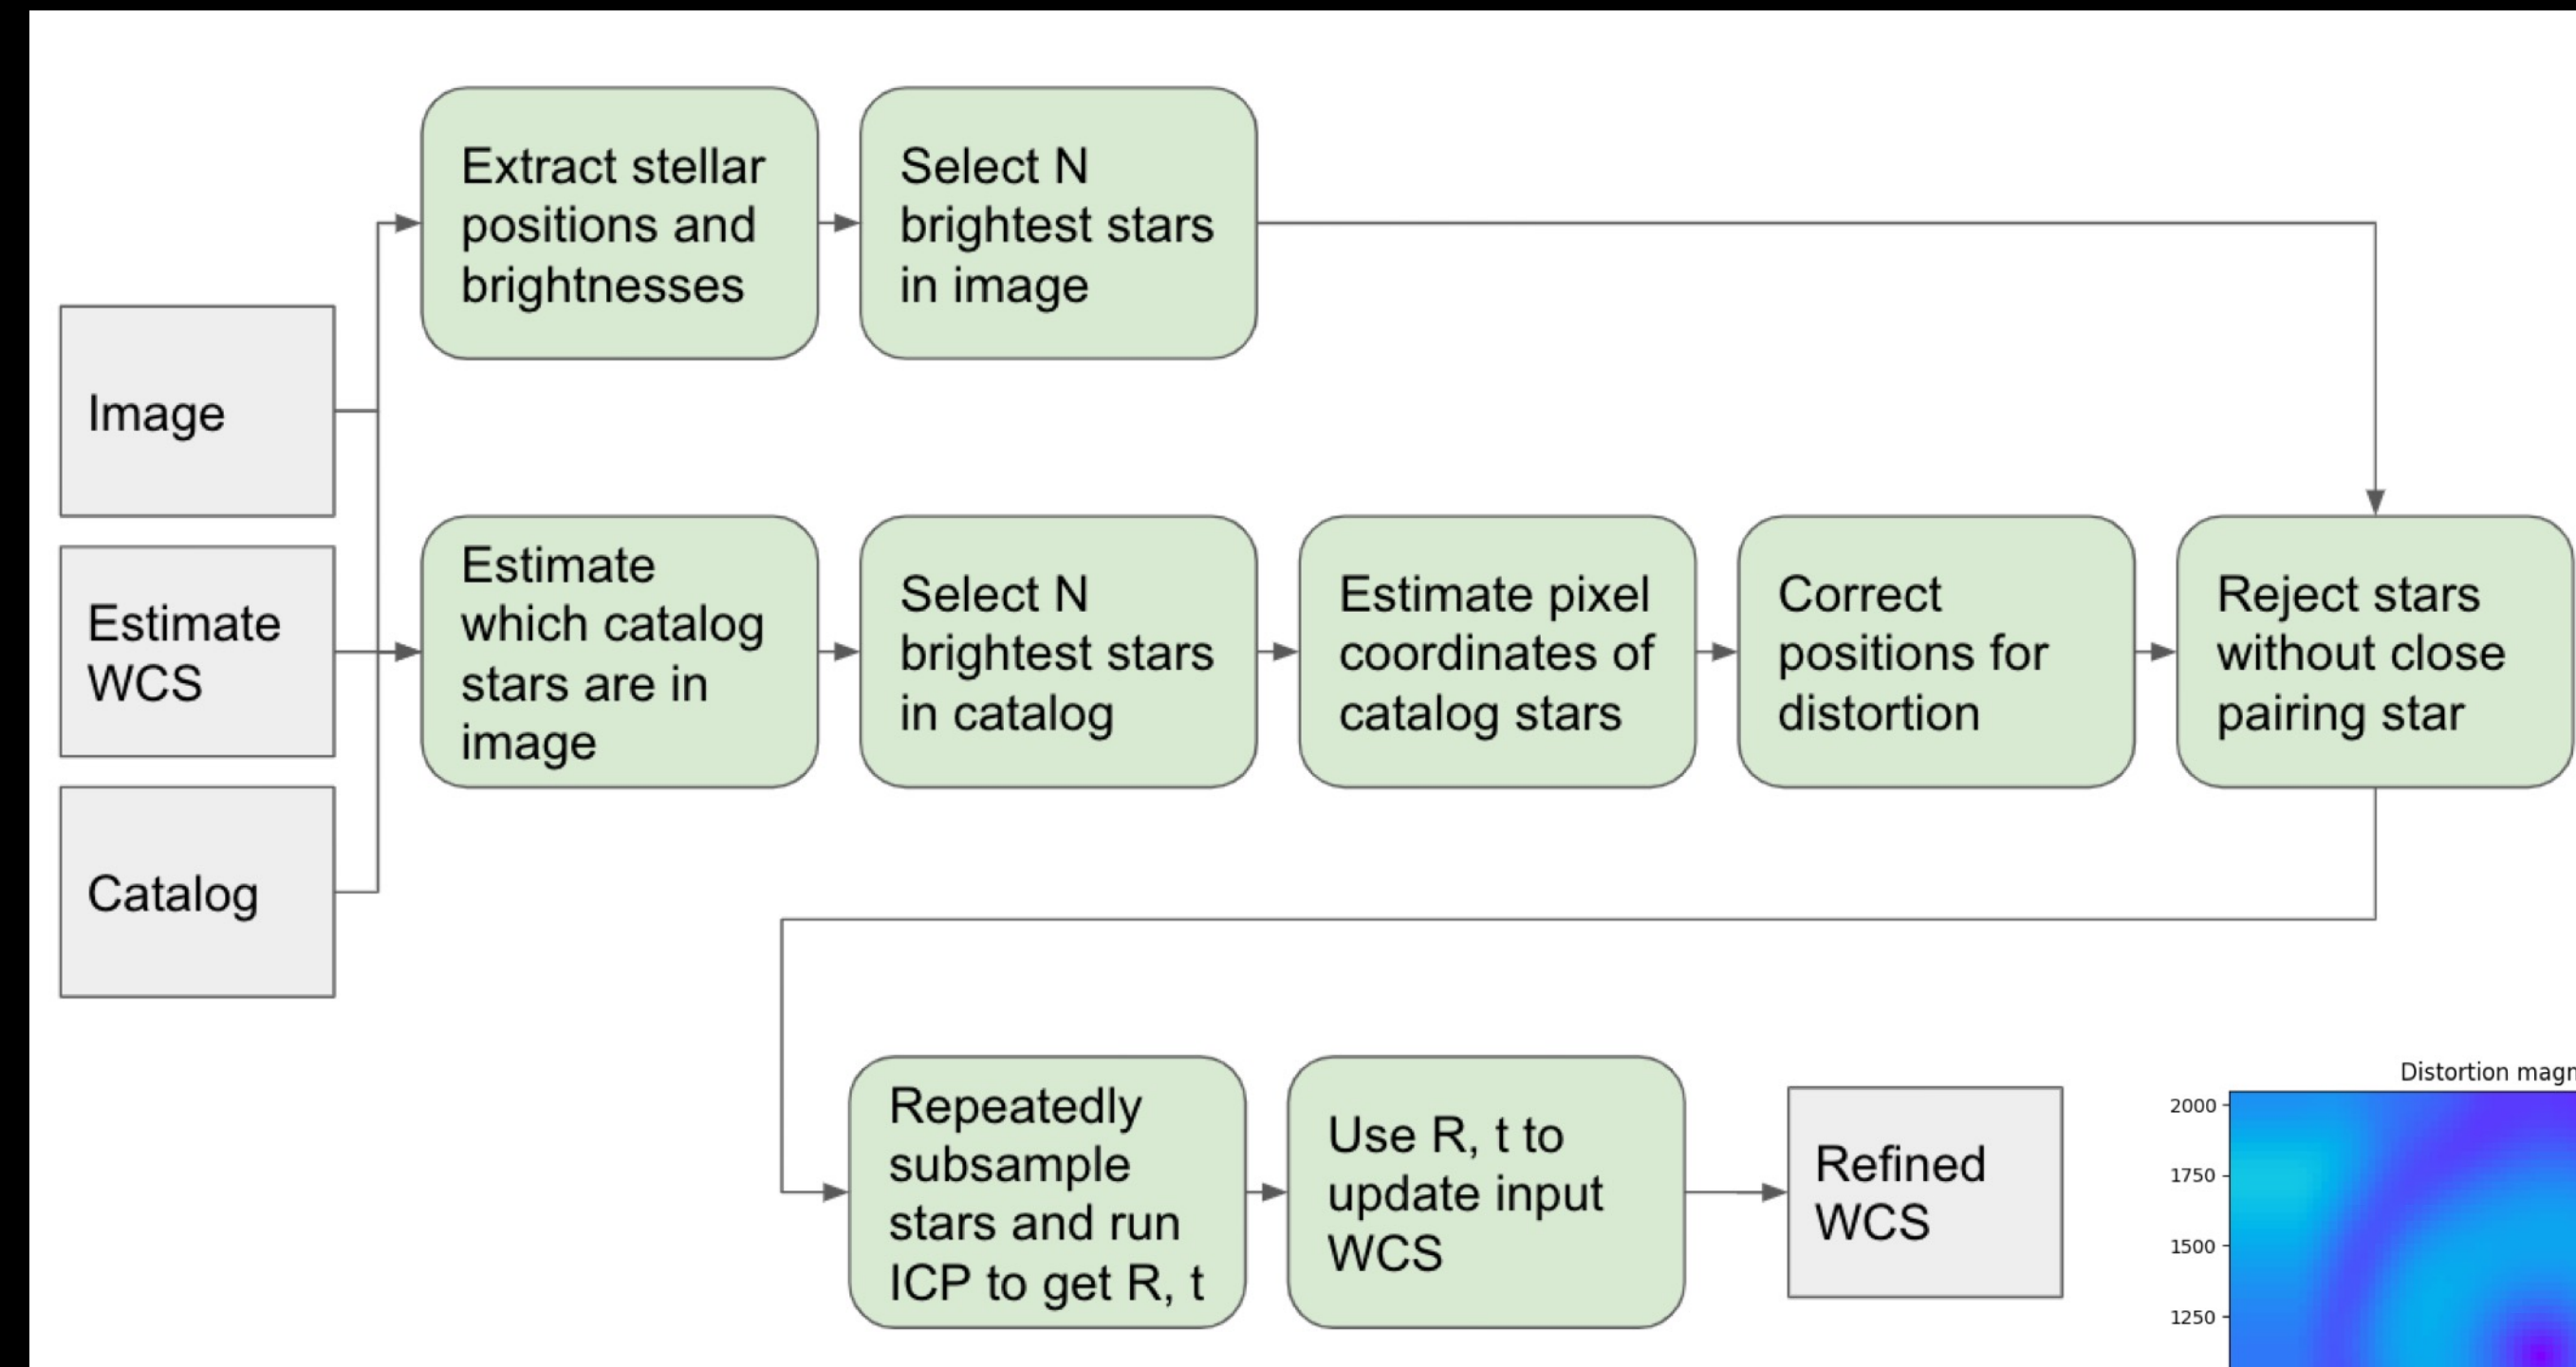 Extract stellar
positions and
brightnesses
Select N
brightest stars
in image
Image
Estimate
WCS
Catalog
Estimate
which catalog
stars are in
image
Select N
brightest stars
in catalog
Estimate pixel
coordinates of
catalog stars
Correct
positions for
distortion
Reject stars
without close
pairing star
Repeatedly
subsample
stars and run
ICP to get R, t
Use R, t to
update input
WCS
Refined
WCS
Distortion magn
2000
1750
1500
1250